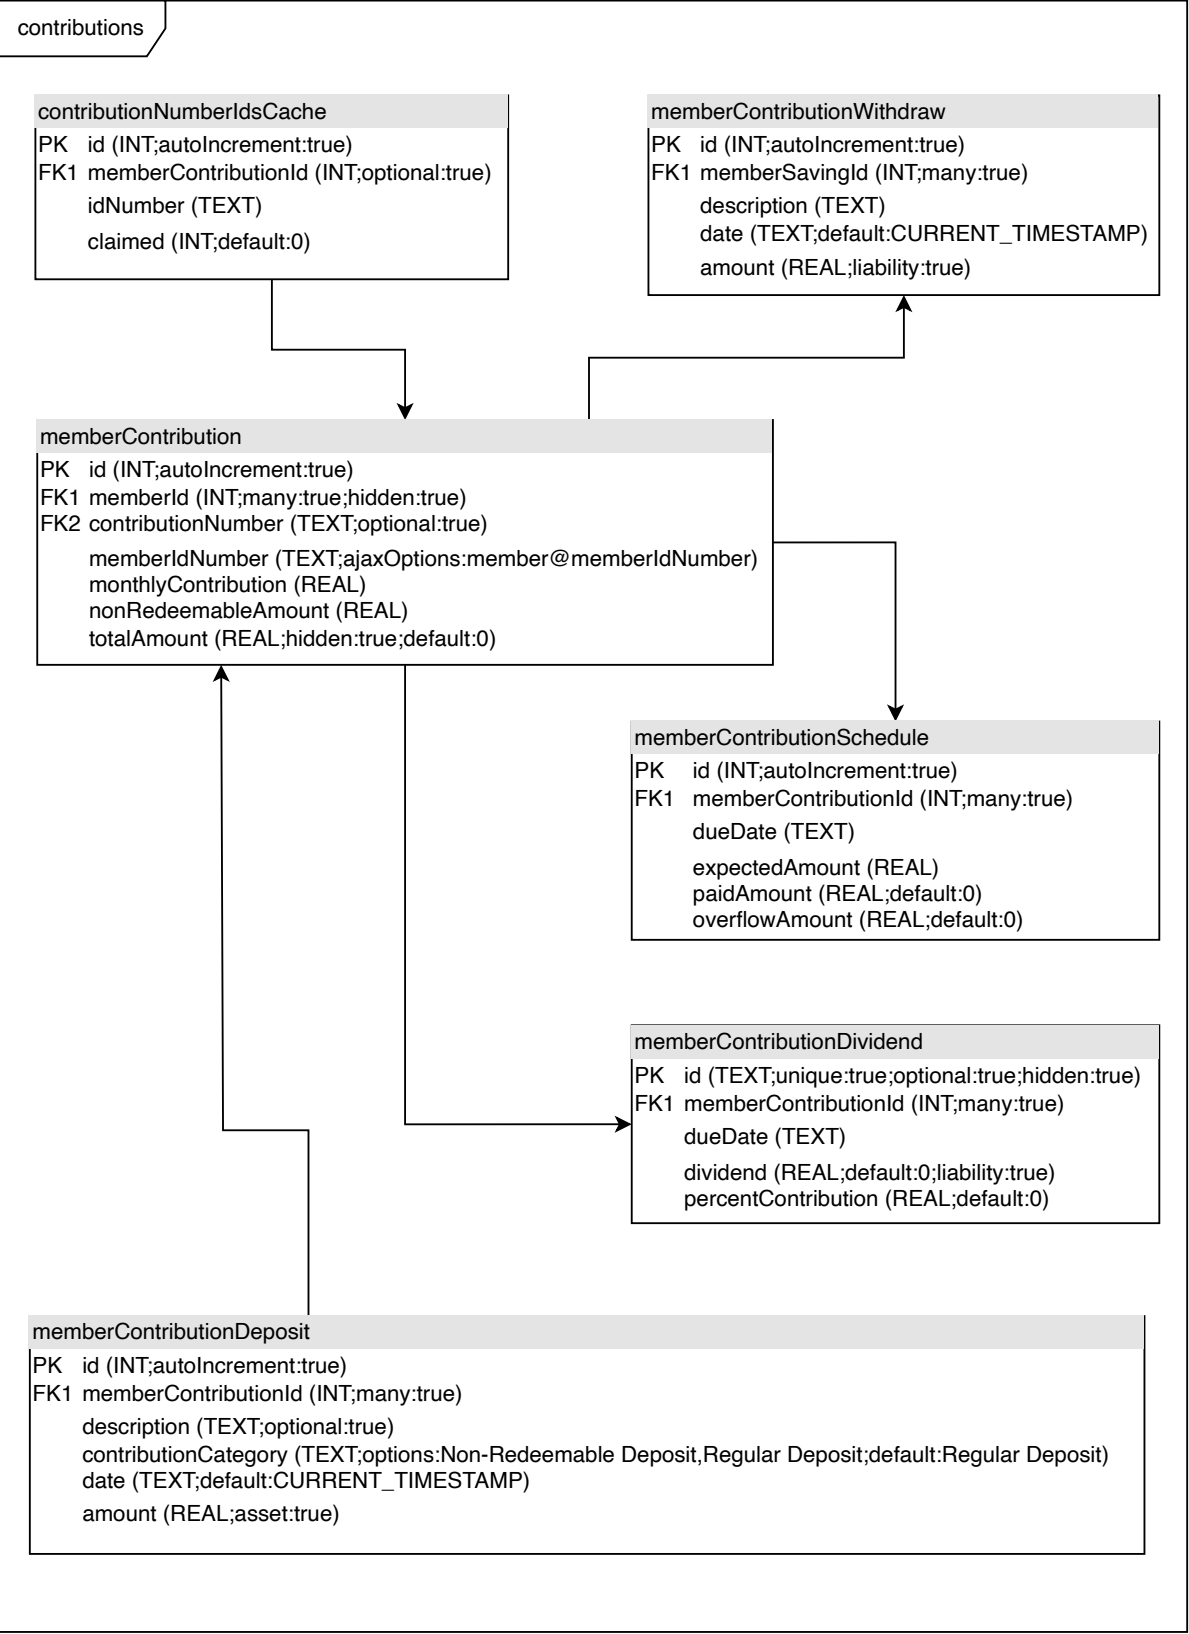 contributions
contributionNumberIdsCache
PK id (INT;autoIncrement:true)
FK1 memberContributionId (INT;optional:true)
idNumber (TEXT)
claimed (INT;default:0)
memberContributionWithdraw
PK id (INT;autoIncrement:true)
FK1 memberSavingId (INT;many:true)
description (TEXT)
date (TEXT;default:CURRENT_TIMESTAMP)
amount (REAL;liability:true)
memberContribution
PK id (INT;autoIncrement:true)
FK1 memberId (INT;many:true;hidden:true)
FK2 contributionNumber (TEXT;optional:true)
memberIdNumber (TEXT;ajaxOptions:member@memberIdNumber)
monthlyContribution (REAL)
nonRedeemableAmount (REAL)
totalAmount (REAL;hidden:true;default:0)
memberContributionSchedule
PK id (INT;autoIncrement:true)
FK1 memberContributionId (INT;many:true)
dueDate (TEXT)
expectedAmount (REAL)
paidAmount (REAL;default:0)
overflowAmount (REAL;default:0)
memberContributionDividend
PK id (TEXT;unique:true;optional:true;hidden:true)
FK1 memberContributionId (INT;many:true)
dueDate (TEXT)
dividend (REAL;default:0;liability:true)
percentContribution (REAL;default:0)
memberContributionDeposit
PK id (INT;autoIncrement:true)
FK1 memberContributionId (INT;many:true)
description (TEXT;optional:true)
contributionCategory (TEXT;options:Non-Redeemable Deposit,Regular Deposit;default:Regular Deposit)
date (TEXT;default:CURRENT_TIMESTAMP)
amount (REAL;asset:true)